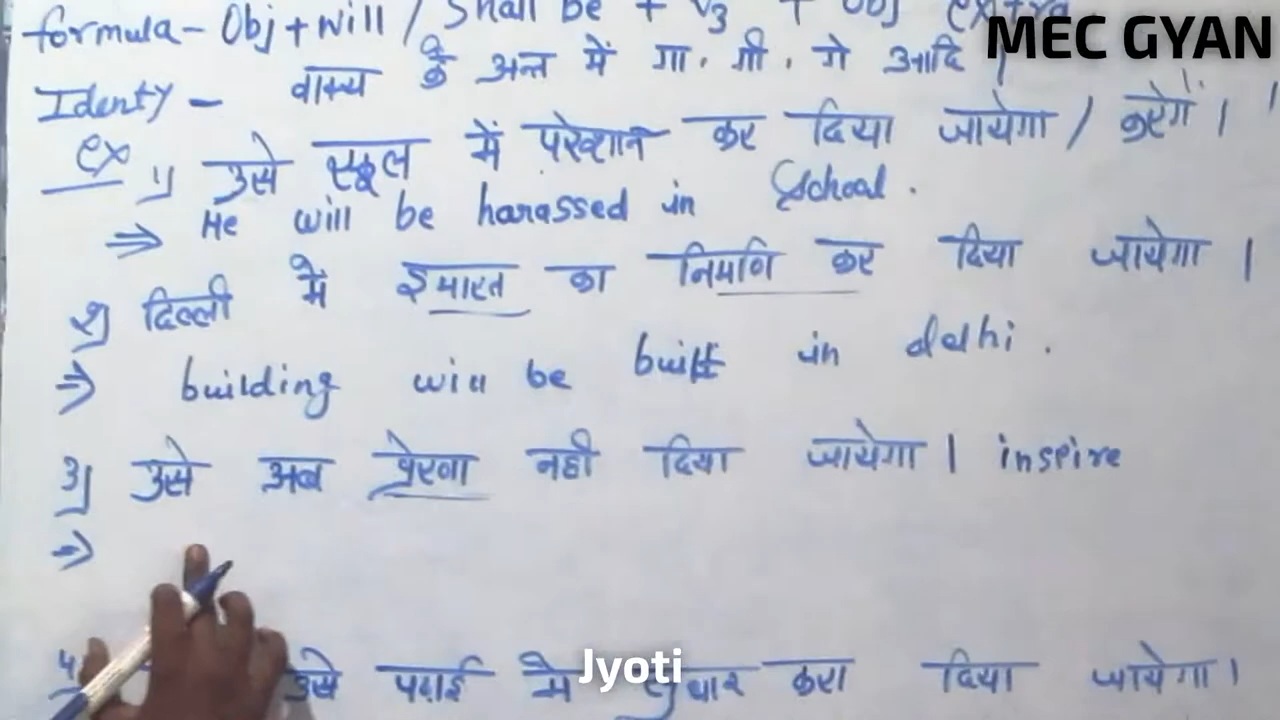 formula - Obj + will / Shall be + V3 + Obj extra
MEC GYAN
Identy - वाक्य के अन्त में गा. गी. गे आदि |
ex 1) उसे स्कूल में परेशान कर दिया जायेगा / करेगें |
⇒ He will be harassed in School .
2) दिल्ली में इमारत का निर्माण कर दिया जायेगा |
⇒ building will be built in delhi .
3) उसे अब प्रेरना नही दिया जायेगा | inspire
⇒
4) उसे पढ़ाई मे सुधार करा दिया जायेगा |
Jyoti